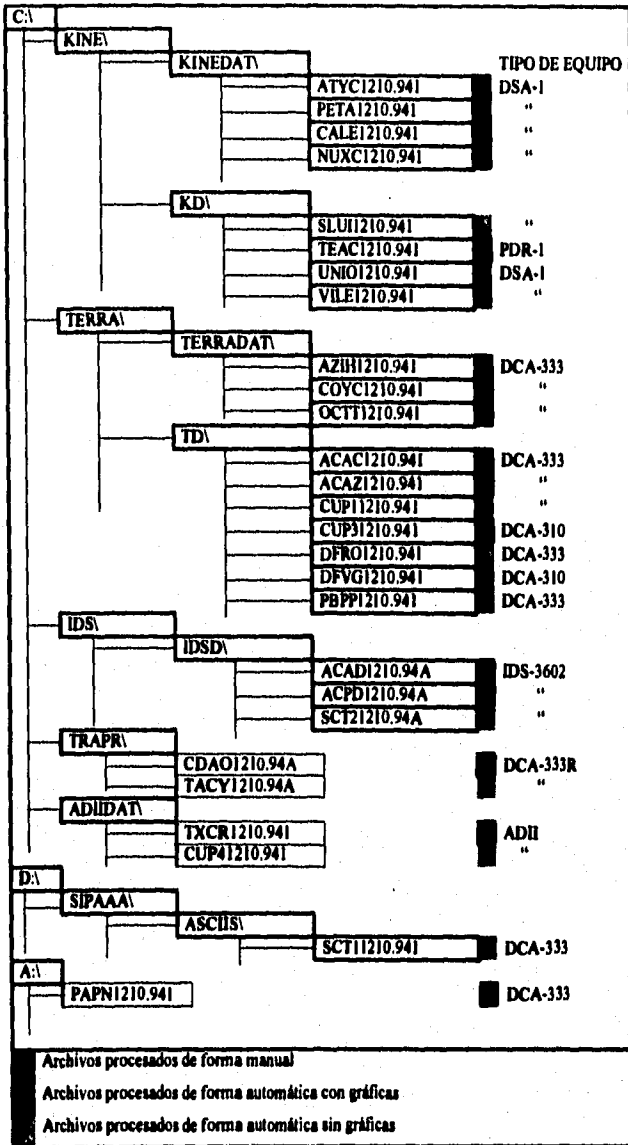 C:\
KINE\
KINEDAT\ TIPO DE EQUIPO
ATYC1210.941 DSA-1
PETA1210.941 "
CALE1210.941 "
NUXC1210.941 "
KD\
SLUI1210.941 "
TEAC1210.941 PDR-1
UNIO1210.941 DSA-1
VILE1210.941 "
TERRA\
TERRADAT\
AZIH1210.941 DCA-333
COYC1210.941 "
OCTT1210.941 "
TD\
ACAC1210.941 DCA-333
ACAZ1210.941 "
CUP11210.941 "
CUP31210.941 DCA-310
DFRO1210.941 DCA-333
DFVG1210.941 DCA-310
PBPP1210.941 DCA-333
IDS\
IDSD\
ACAD1210.94A IDS-3602
ACPD1210.94A "
SCT21210.94A "
TRAPR\
CDAO1210.94A DCA-333R
TACY1210.94A "
ADIIDAT\
TXCR1210.941 ADII
CUP41210.941 "
D:\
SIPAAA\
ASCIIS\
SCT11210.941 DCA-333
A:\
PAPN1210.941 DCA-333
Archivos procesados de forma manual
Archivos procesados de forma automática con gráficas
Archivos procesados de forma automática sin gráficas